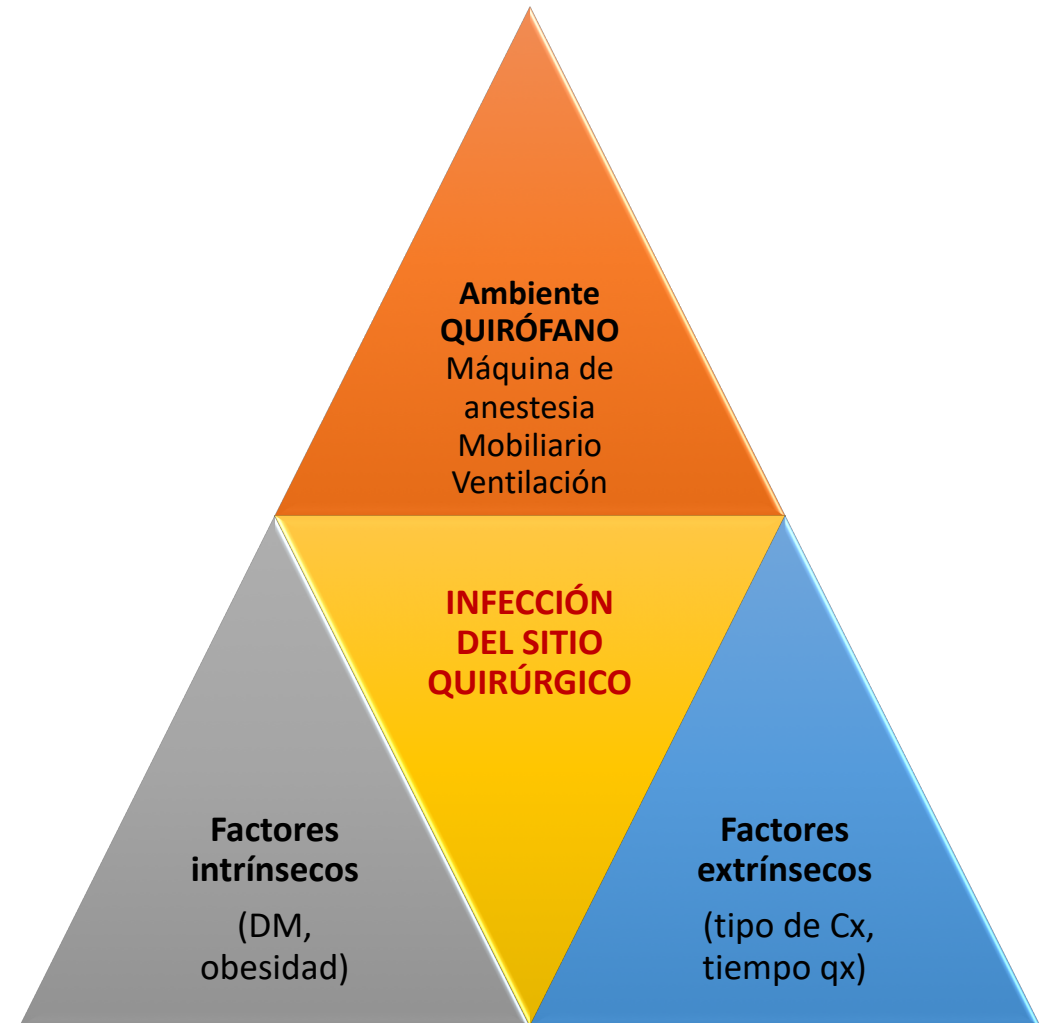 Ambiente
QUIRÓFANO
Máquina de
anestesia
Mobiliario
Ventilación
INFECCIÓN
DEL SITIO
QUIRÚRGICO
Factores
intrínsecos
(DM,
obesidad)
Factores
extrínsecos
(tipo de Cx,
tiempo qx)